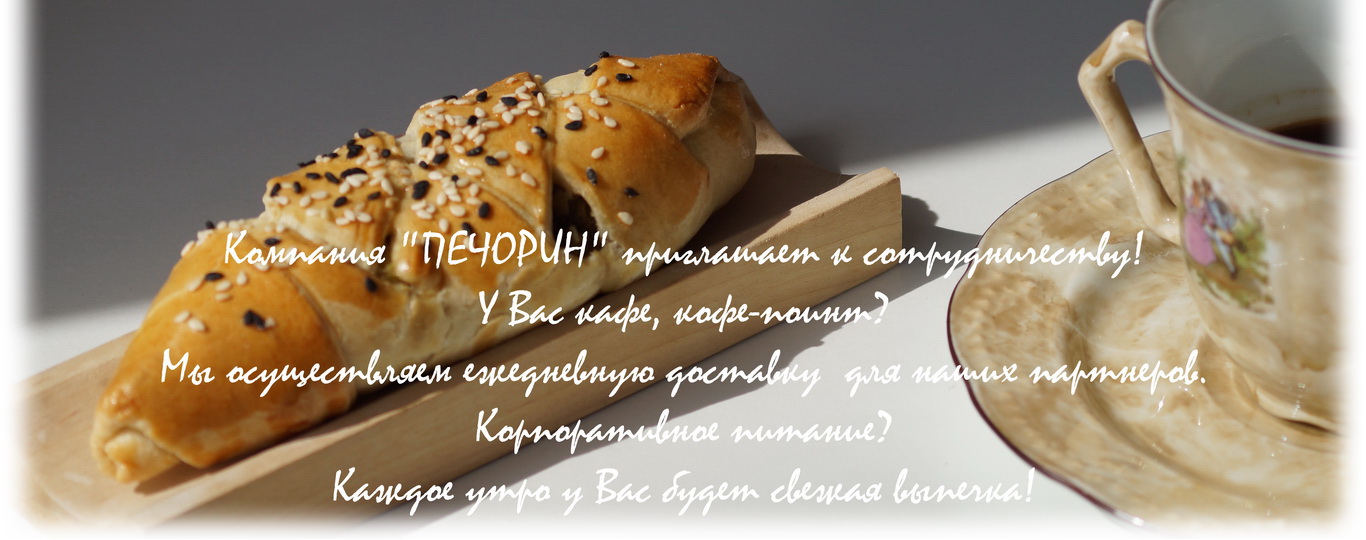 Компания "ПЕЧОРИН" приглашает к сотрудничеству!
У Вас кафе, кофе-поинт?
Мы осуществляем ежедневную доставку для наших партнеров.
Корпоративное питание?
Каждое утро у Вас будет свежая выпечка!